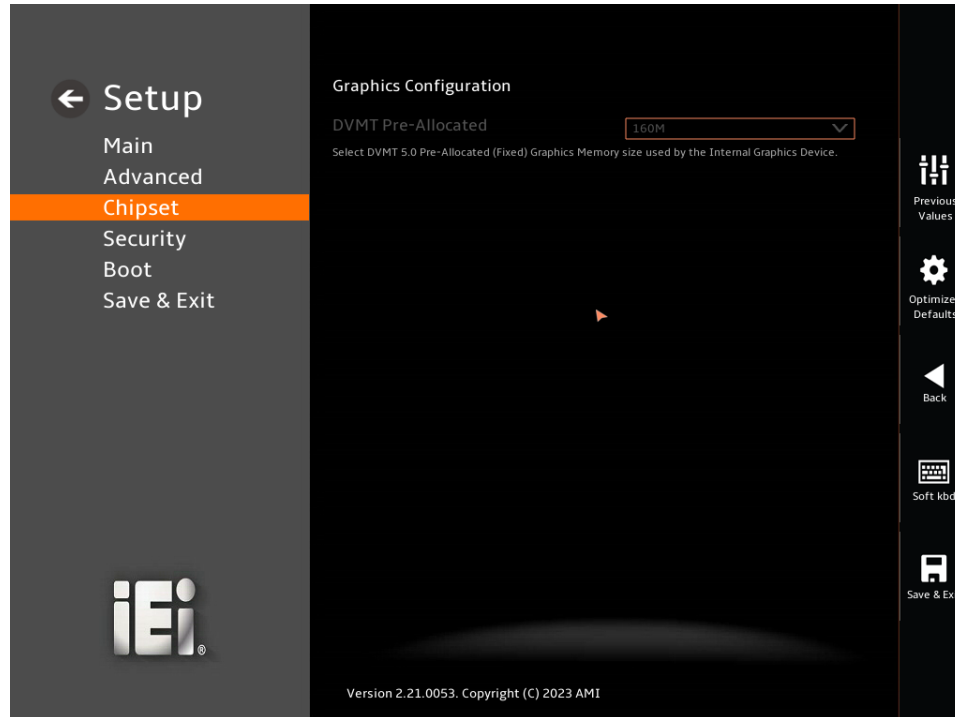 Setup
Main
Advanced
Chipset
Security
Boot
Save & Exit
iEi
®
Graphics Configuration
DVMT Pre-Allocated
160M
Select DVMT 5.0 Pre-Allocated (Fixed) Graphics Memory size used by the Internal Graphics Device.
Version 2.21.0053. Copyright (C) 2023 AMI
Previous
Values
Optimize
Defaults
Back
Soft kbd
Save & Ex